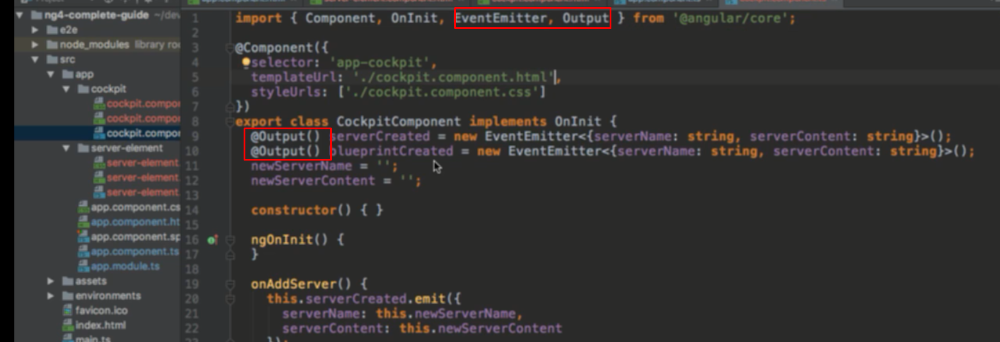 ng4-complete-guide ~/dev
e2e
node_modules library roo
src
app
cockpit
cockpit.compo
cockpit.compo
cockpit.compo
server-element
server-element.
server-element.
server-element.
app.component.cs
app.component.ht
app.component.sp
app.component.ts
app.module.ts
assets
environments
favicon.ico
index.html
main.ts
1 import { Component, OnInit, EventEmitter, Output } from '@angular/core';
2
3 @Component({
4 selector: 'app-cockpit',
5 templateUrl: './cockpit.component.html',
6 styleUrls: ['./cockpit.component.css']
7 })
8 export class CockpitComponent implements OnInit {
9 @Output() serverCreated = new EventEmitter<{serverName: string, serverContent: string}>();
10 @Output() blueprintCreated = new EventEmitter<{serverName: string, serverContent: string}>();
11 newServerName = '';
12 newServerContent = '';
13
14 constructor() { }
15
16 ngOnInit() {
17 }
18
19 onAddServer() {
20 this.serverCreated.emit({
21 serverName: this.newServerName,
22 serverContent: this.newServerContent
});